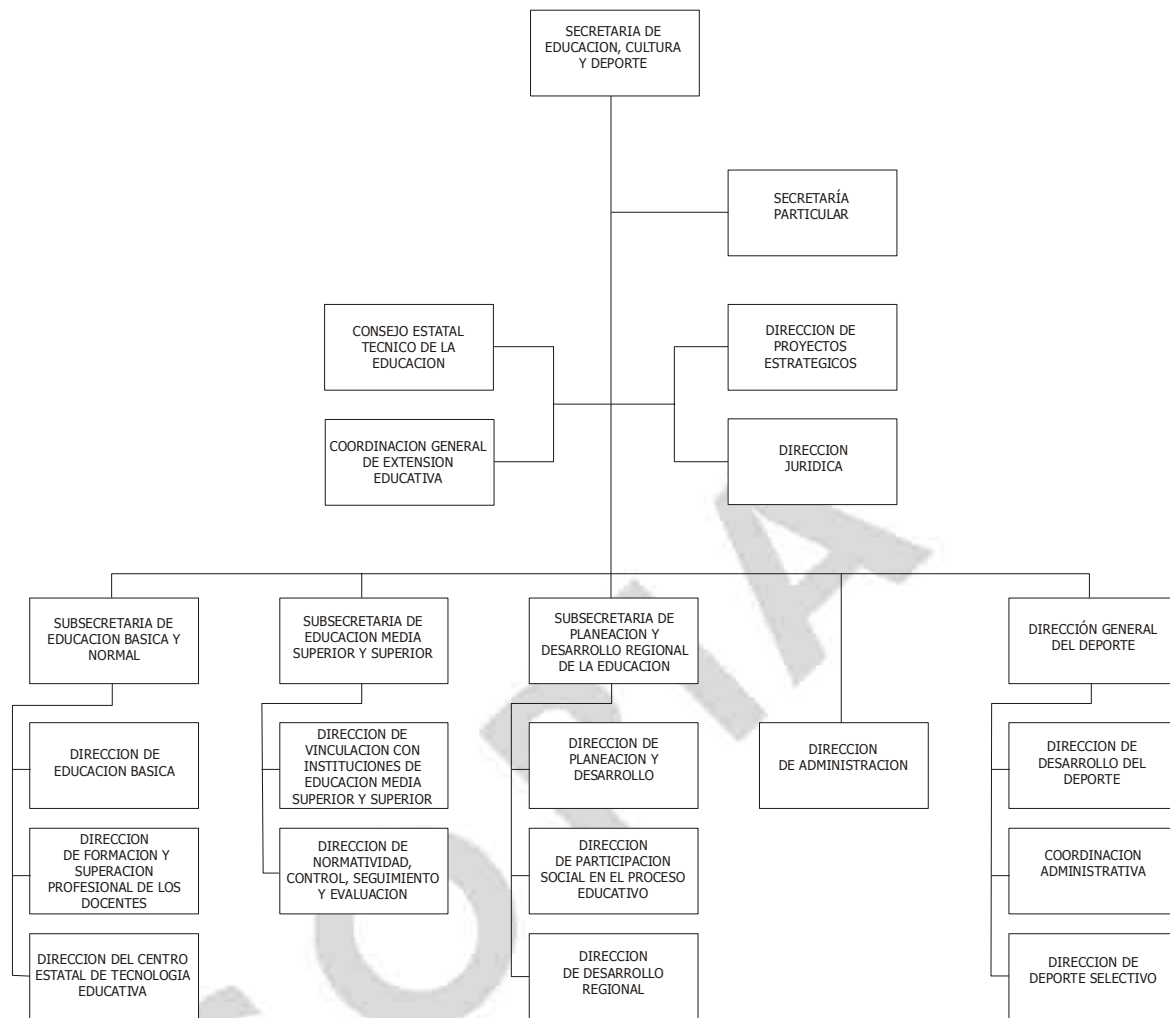 SECRETARIA DE
EDUCACION, CULTURA
Y DEPORTE
SECRETARÍA
PARTICULAR
CONSEJO ESTATAL
TECNICO DE LA
EDUCACION
DIRECCION DE
PROYECTOS
ESTRATEGICOS
COORDINACION GENERAL
DE EXTENSION
EDUCATIVA
DIRECCION
JURIDICA
SUBSECRETARIA DE
EDUCACION BASICA Y
NORMAL
SUBSECRETARIA DE
EDUCACION MEDIA
SUPERIOR Y SUPERIOR
SUBSECRETARIA DE
PLANEACION Y
DESARROLLO REGIONAL
DE LA EDUCACION
DIRECCIÓN GENERAL
DEL DEPORTE
DIRECCION DE
EDUCACION BASICA
DIRECCION DE
VINCULACION CON
INSTITUCIONES DE
EDUCACION MEDIA
SUPERIOR Y SUPERIOR
DIRECCION DE
PLANEACION Y
DESARROLLO
DIRECCION
DE ADMINISTRACION
DIRECCION DE
DESARROLLO DEL
DEPORTE
DIRECCION
DE FORMACION Y
SUPERACION
PROFESIONAL DE LOS
DOCENTES
DIRECCION DE
NORMATIVIDAD,
CONTROL, SEGUIMIENTO
Y EVALUACION
DIRECCION
DE PARTICIPACION
SOCIAL EN EL PROCESO
EDUCATIVO
COORDINACION
ADMINISTRATIVA
DIRECCION DEL CENTRO
ESTATAL DE TECNOLOGIA
EDUCATIVA
DIRECCION
DE DESARROLLO
REGIONAL
DIRECCION DE
DEPORTE SELECTIVO
COPIA